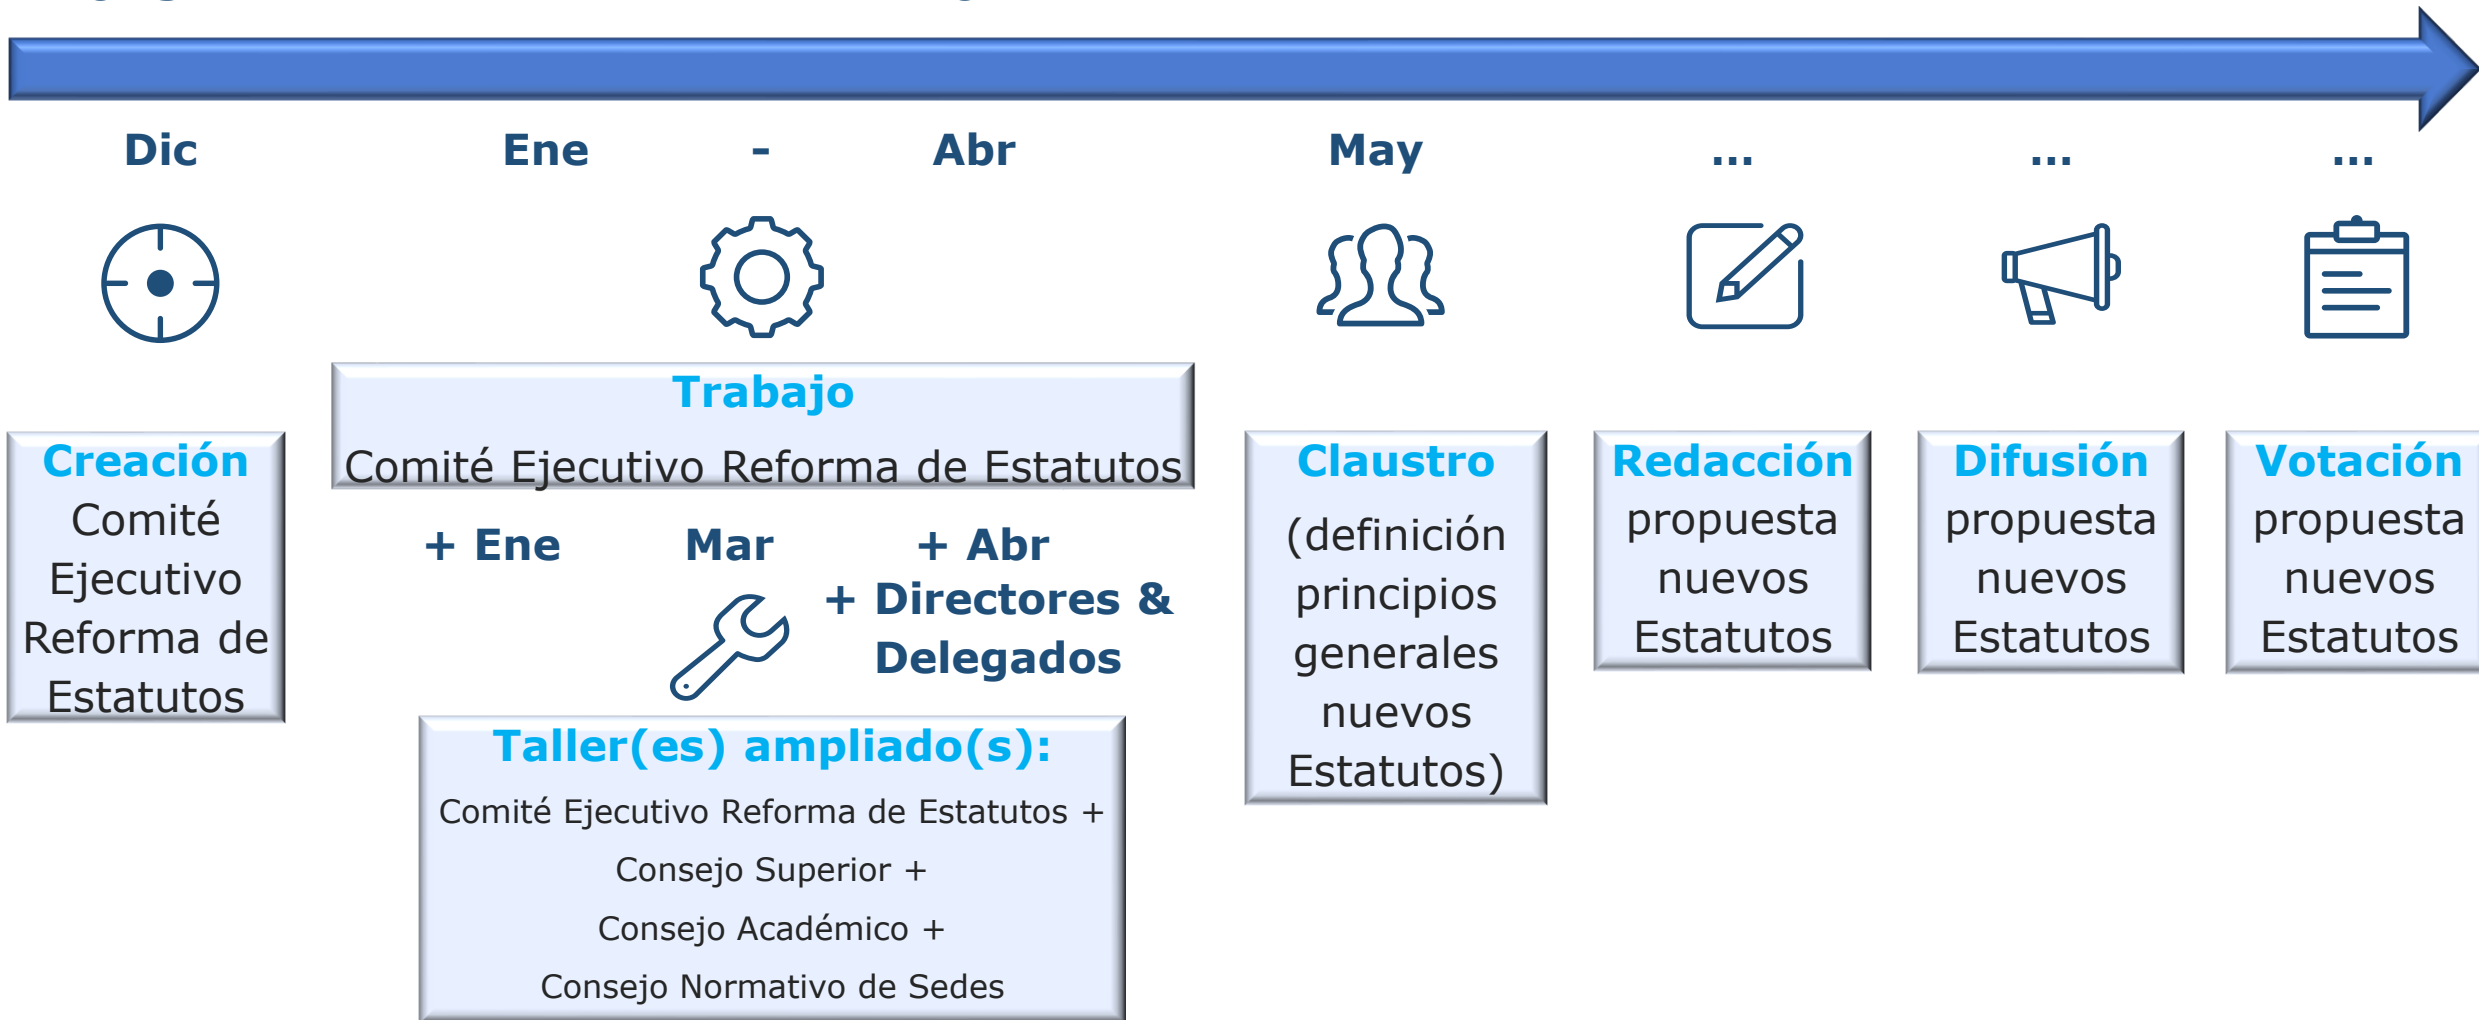 Dic
Ene - Abr
May
...
...
...
Creación
Comité
Ejecutivo
Reforma de
Estatutos
Trabajo
Comité Ejecutivo Reforma de Estatutos
+ Ene
Mar
+ Abr
+ Directores &
Delegados
Taller(es) ampliado(s):
Comité Ejecutivo Reforma de Estatutos +
Consejo Superior +
Consejo Académico +
Consejo Normativo de Sedes
Claustro
(definición
principios
generales
nuevos
Estatutos)
Redacción
propuesta
nuevos
Estatutos
Difusión
propuesta
nuevos
Estatutos
Votación
propuesta
nuevos
Estatutos